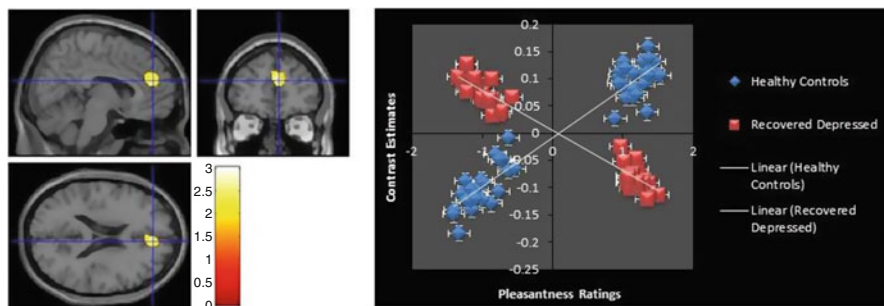 3
2.5
2
1.5
1
0.5
0
Contrast Estimates
0.2
0.15
0.1
0.05
0
-0.05
-0.1
-0.15
-0.2
-0.25
-2
-1
0
1
2
Pleasantness Ratings
Healthy Controls
Recovered Depressed
Linear (Healthy
Controls)
Linear (Recovered
Depressed)